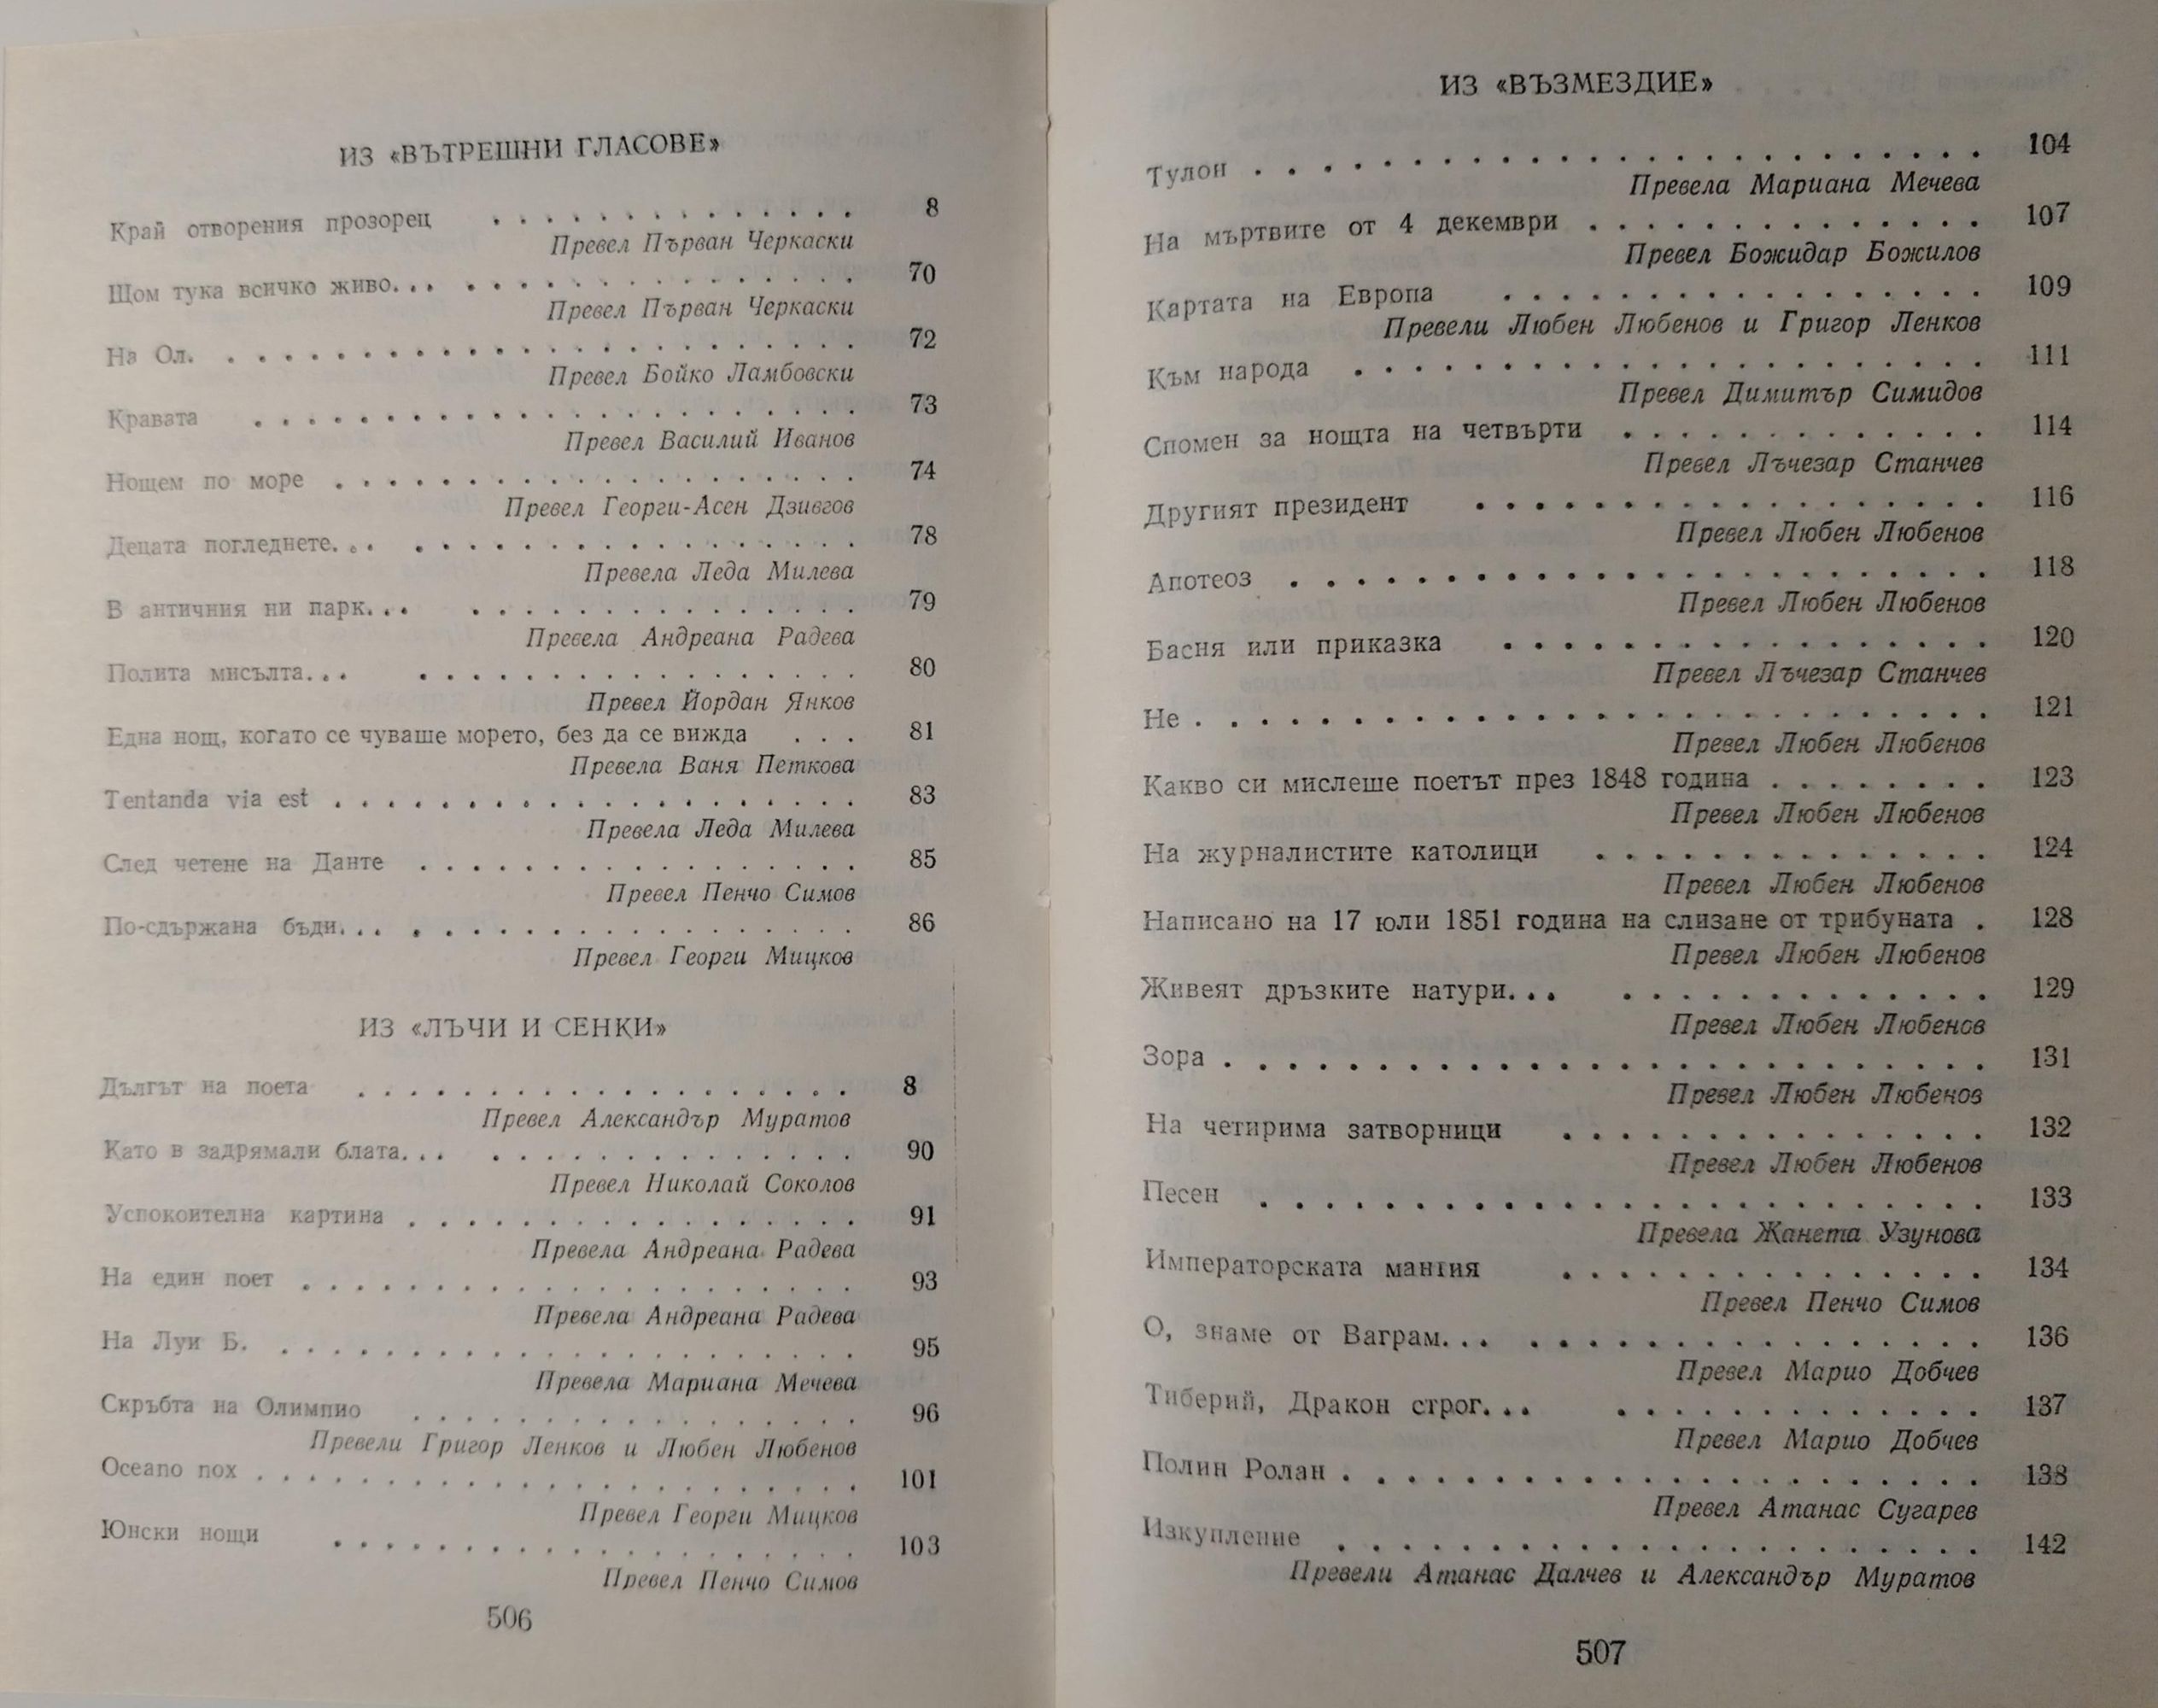 ИЗ «ВЪТРЕШНИ ГЛАСОВЕ»
Край отворения прозорец . . . . . . . . . . . . . . 8
Превел Първан Черкаски
Щом тука всичко живо. . . . . . . . . . . . . . . . . . 70
Превел Първан Черкаски
На Ол. . . . . . . . . . . . . . . . . . . . . . . . . . 72
Превел Бойко Ламбовски
Кравата . . . . . . . . . . . . . . . . . . . . . . . 73
Превел Василий Иванов
Нощем по море . . . . . . . . . . . . . . . . . . . . 74
Превел Георги-Асен Дзивгов
Децата погледнете. . . . . . . . . . . . . . . . . . . . 78
Превела Леда Милева
В античния ни парк. . . . . . . . . . . . . . . . . . 79
Превела Андреана Радева
Полита мисълта. . . . . . . . . . . . . . . . . . . . 80
Превел Йордан Янков
Една нощ, когато се чуваше морето, без да се вижда . . . 81
Превела Ваня Петкова
Tentanda via est . . . . . . . . . . . . . . . . . . . . 83
Превела Леда Милева
След четене на Данте . . . . . . . . . . . . . . . . . 85
Превел Пенчо Симов
По-сдържана бъди. . . . . . . . . . . . . . . . . . . . 86
Превел Георги Мицков
ИЗ «ЛЪЧИ И СЕНКИ»
Дългът на поета . . . . . . . . . . . . . . . . . . . 8
Превел Александър Муратов
Като в задрямали блата. . . . . . . . . . . . . . . . . 90
Превел Николай Соколов
Успокоителна картина . . . . . . . . . . . . . . . . . 91
Превела Андреана Радева
На един поет . . . . . . . . . . . . . . . . . . . . . 93
Превела Андреана Радева
На Луи Б. . . . . . . . . . . . . . . . . . . . . . . 95
Превела Мариана Мечева
Скръбта на Олимпио . . . . . . . . . . . . . . . . . 96
Превели Григор Ленков и Любен Любенов
Oceano nox . . . . . . . . . . . . . . . . . . . . . . . 101
Превел Георги Мицков
Юнски нощи . . . . . . . . . . . . . . . . . . . . 103
Превел Пенчо Симов
506
ИЗ «ВЪЗМЕЗДИЕ»
Тулон . . . . . . . . . . . . . . . . . . . . . . . . . 104
Превела Мариана Мечева
На мъртвите от 4 декември . . . . . . . . . . . . . . 107
Превел Божидар Божилов
Картата на Европа . . . . . . . . . . . . . . . . . 109
Превели Любен Любенов и Григор Ленков
Към народа . . . . . . . . . . . . . . . . . . . . . . 111
Превел Димитър Симидов
Спомен за нощта на четвърти . . . . . . . . . . . . . 114
Превел Лъчезар Станчев
Другият президент . . . . . . . . . . . . . . . . . . 116
Превел Любен Любенов
Апотеоз . . . . . . . . . . . . . . . . . . . . . . . . 118
Превел Любен Любенов
Басня или приказка . . . . . . . . . . . . . . . . . 120
Превел Лъчезар Станчев
Не . . . . . . . . . . . . . . . . . . . . . . . . . . . 121
Превел Любен Любенов
Какво си мислеше поетът през 1848 година . . . . . . . . 123
Превел Любен Любенов
На журналистите католици . . . . . . . . . . . . . . 124
Превел Любен Любенов
Написано на 17 юли 1851 година на слизане от трибуната . 128
Превел Любен Любенов
Живеят дръзките натури. . . . . . . . . . . . . . . . 129
Превел Любен Любенов
Зора . . . . . . . . . . . . . . . . . . . . . . . . . . 131
Превел Любен Любенов
На четирима затворници . . . . . . . . . . . . . . . 132
Превел Любен Любенов
Песен . . . . . . . . . . . . . . . . . . . . . . . . . 133
Превела Жанета Узунова
Императорската мантия . . . . . . . . . . . . . . . 134
Превел Пенчо Симов
О, знаме от Ваграм. . . . . . . . . . . . . . . . . . . 136
Превел Марио Добчев
Тиберий, Дракон строг. . . . . . . . . . . . . . . . 137
Превел Марио Добчев
Полин Ролан . . . . . . . . . . . . . . . . . . . . . . 138
Превел Атанас Сугарев
Изкупление . . . . . . . . . . . . . . . . . . . . . . 142
Превели Атанас Далчев и Александър Муратов
507